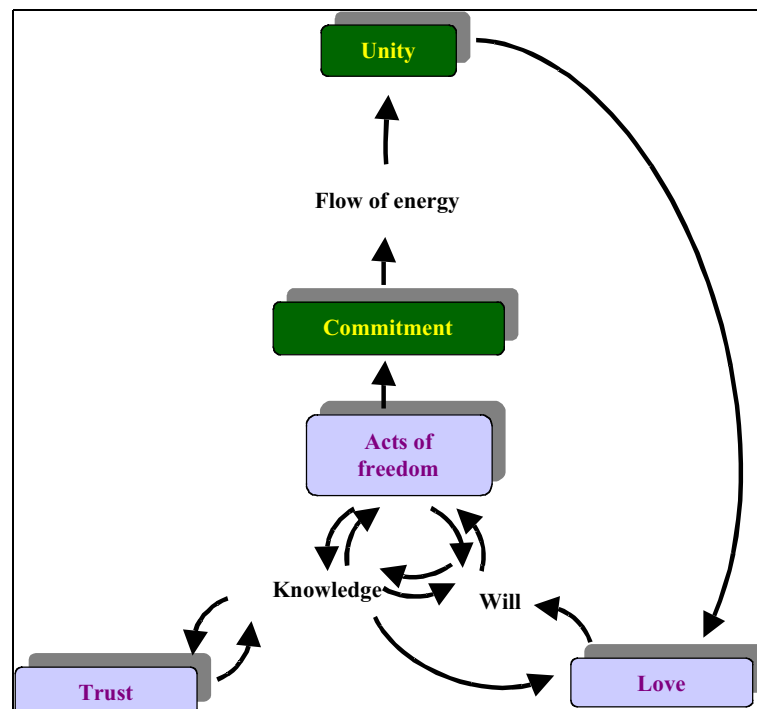 Unity
Flow of energy
Commitment
Acts of
freedom
Knowledge
Will
Trust
Love